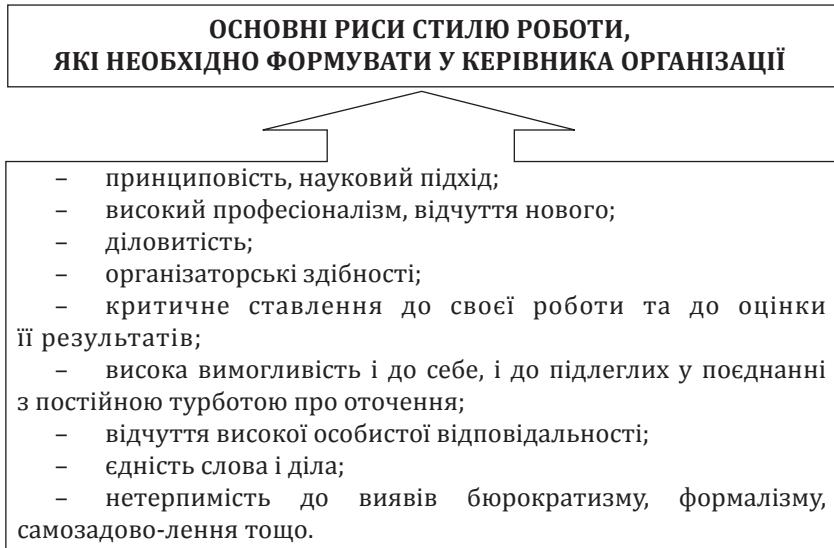 ОСНОВНІ РИСИ СТИЛЮ РОБОТИ,
ЯКІ НЕОБХІДНО ФОРМУВАТИ У КЕРІВНИКА ОРГАНІЗАЦІЇ
– принциповість, науковий підхід;
– високий професіоналізм, відчуття нового;
– діловитість;
– організаторські здібності;
– критичне ставлення до своєї роботи та до оцінки
її результатів;
– висока вимогливість і до себе, і до підлеглих у поєднанні
з постійною турботою про оточення;
– відчуття високої особистої відповідальності;
– єдність слова і діла;
– нетерпимість до виявів бюрократизму, формалізму,
самозадово-лення тощо.